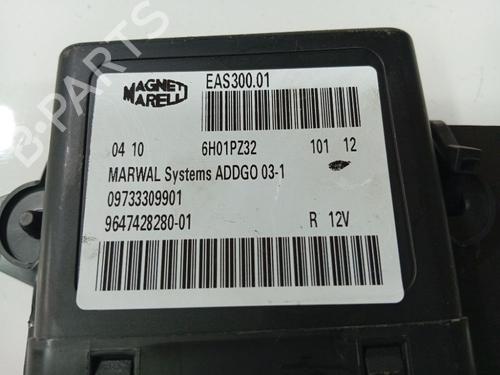 MAGNETI
MARELLI
EAS300.01
04 10 6H01PZ32 101 12
MARWAL Systems ADDGO 03-1
09733309901
9647428280-01 R 12V
B-PARTS